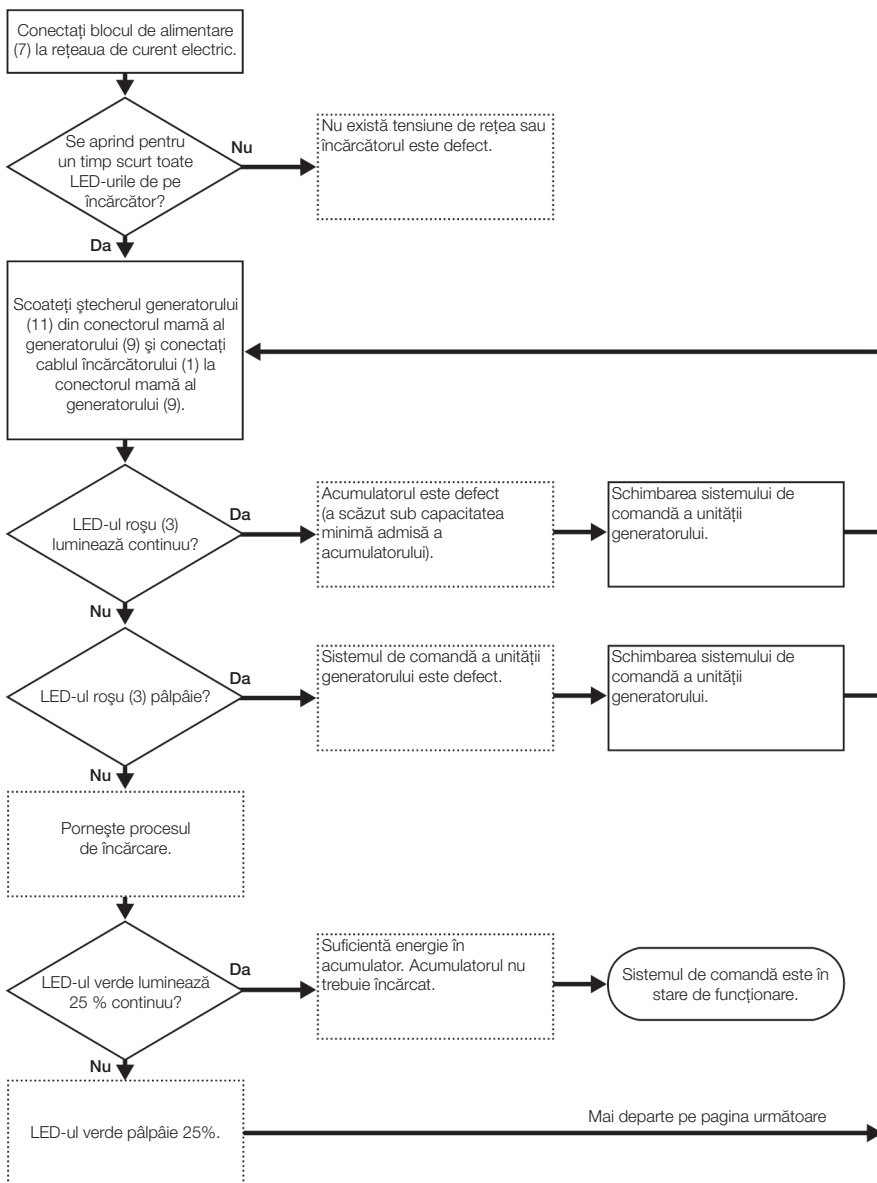 Conectați blocul de alimentare
(7) la rețeaua de curent electric.
Se aprind pentru
un timp scurt toate
LED-urile de pe
încărcător?
Nu
Nu există tensiune de rețea sau
încărcătorul este defect.
Da
Scoateți ştecherul generatorului
(11) din conectorul mamă al
generatorului (9) şi conectați
cablul încărcătorului (1) la
conectorul mamă al
generatorului (9).
LED-ul roşu (3)
luminează continuu?
Da
Acumulatorul este defect
(a scăzut sub capacitatea
minimă admisă a
acumulatorului).
Schimbarea sistemului de
comandă a unității
generatorului.
Nu
LED-ul roşu (3) pâlpâie?
Da
Sistemul de comandă a unității
generatorului este defect.
Schimbarea sistemului de
comandă a unității
generatorului.
Nu
Porneşte procesul
de încărcare.
LED-ul verde luminează
25 % continuu?
Da
Suficientă energie în
acumulator. Acumulatorul nu
trebuie încărcat.
Sistemul de comandă este în
stare de funcționare.
Nu
LED-ul verde pâlpâie 25%.
Mai departe pe pagina următoare